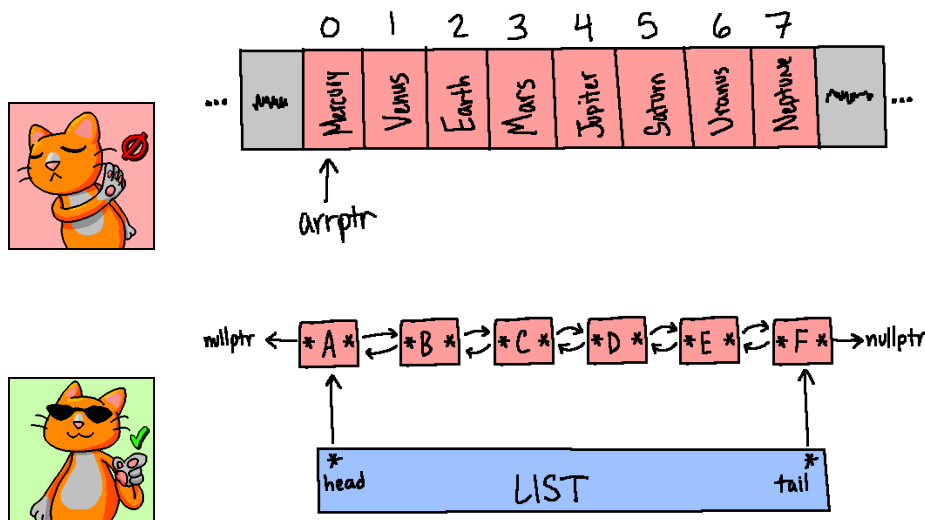 0 1 2 3 4 5 6 7
... Mercury Venus Earth Mars Jupiter Saturn Uranus Neptune ...
arrptr
nullptr *A* *B* *C* *D* *E* *F* nullptr
* *
head LIST tail